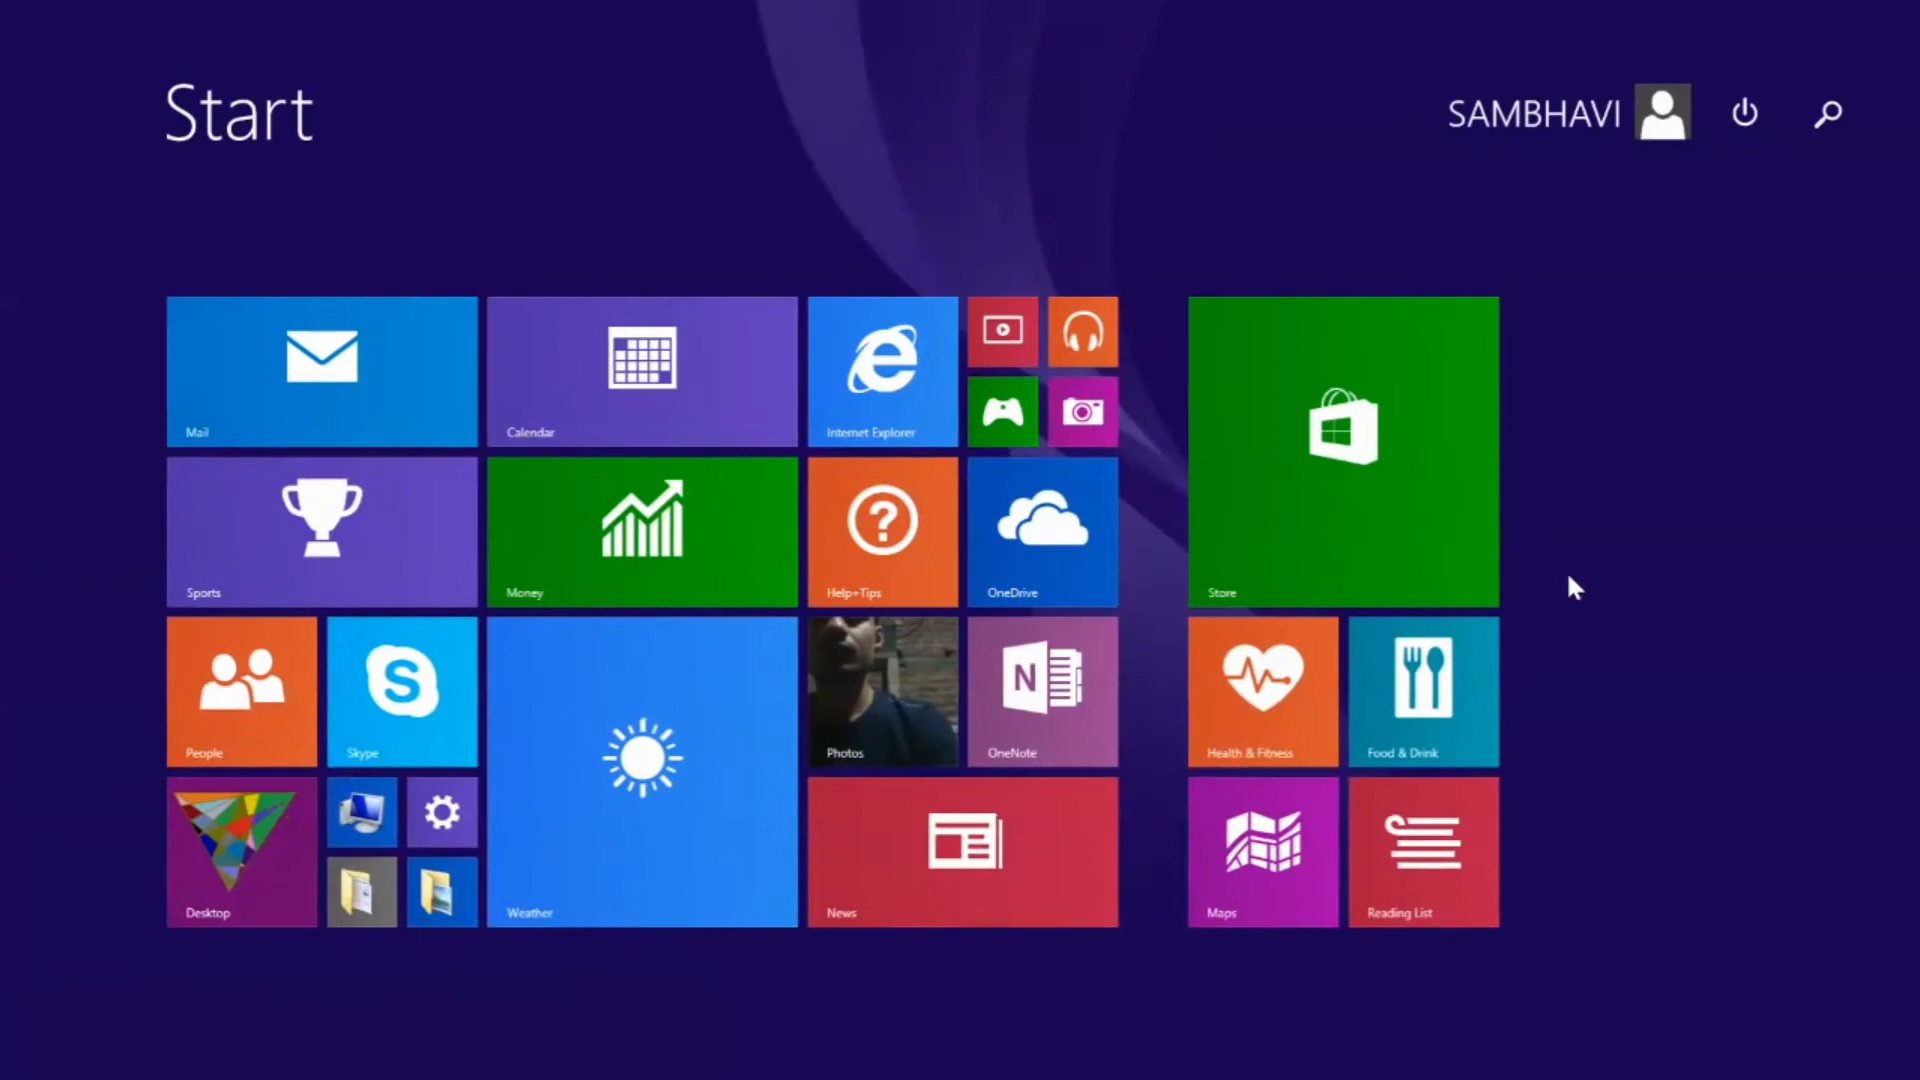 Start
SAMBHAVI
Mail
Calendar
Internet Explorer
Store
Sports
Money
Help+Tips
OneDrive
People
Skype
Weather
Photos
OneNote
Health & Fitness
Food & Drink
Desktop
News
Maps
Reading List